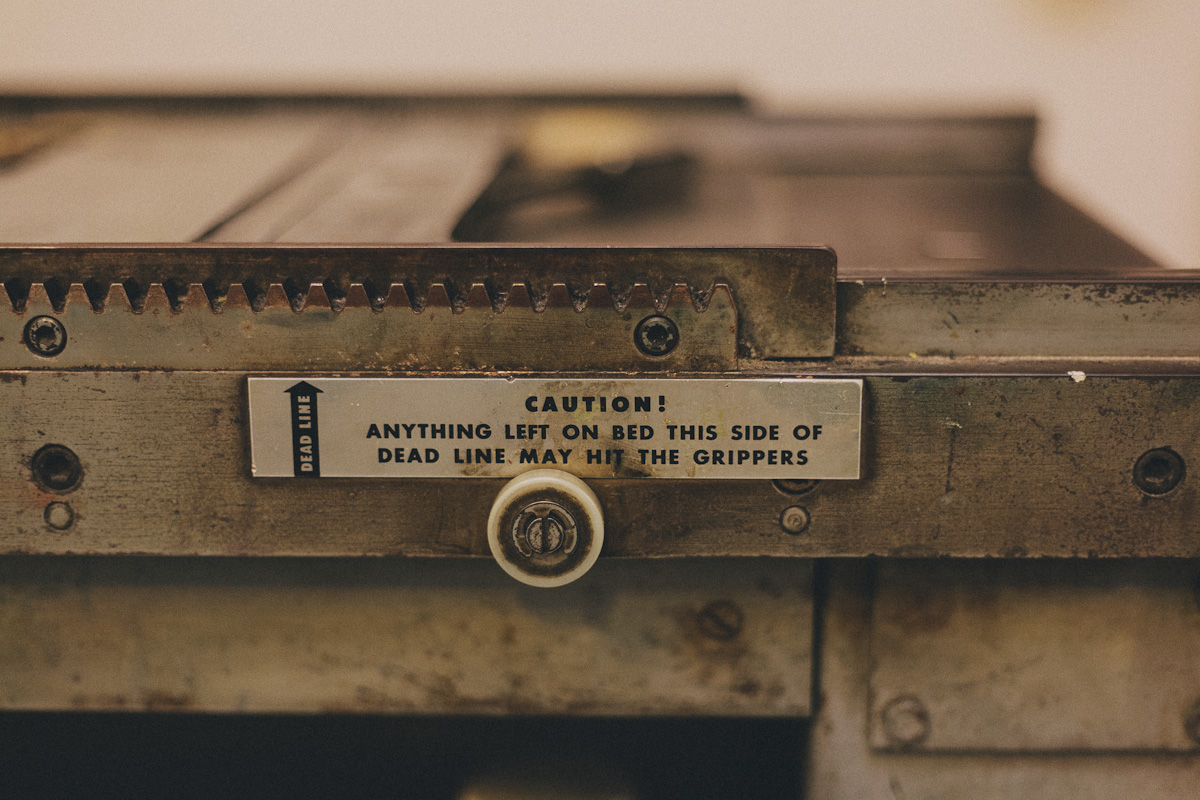 DEAD LINE
CAUTION!
ANYTHING LEFT ON BED THIS SIDE OF
DEAD LINE MAY HIT THE GRIPPERS